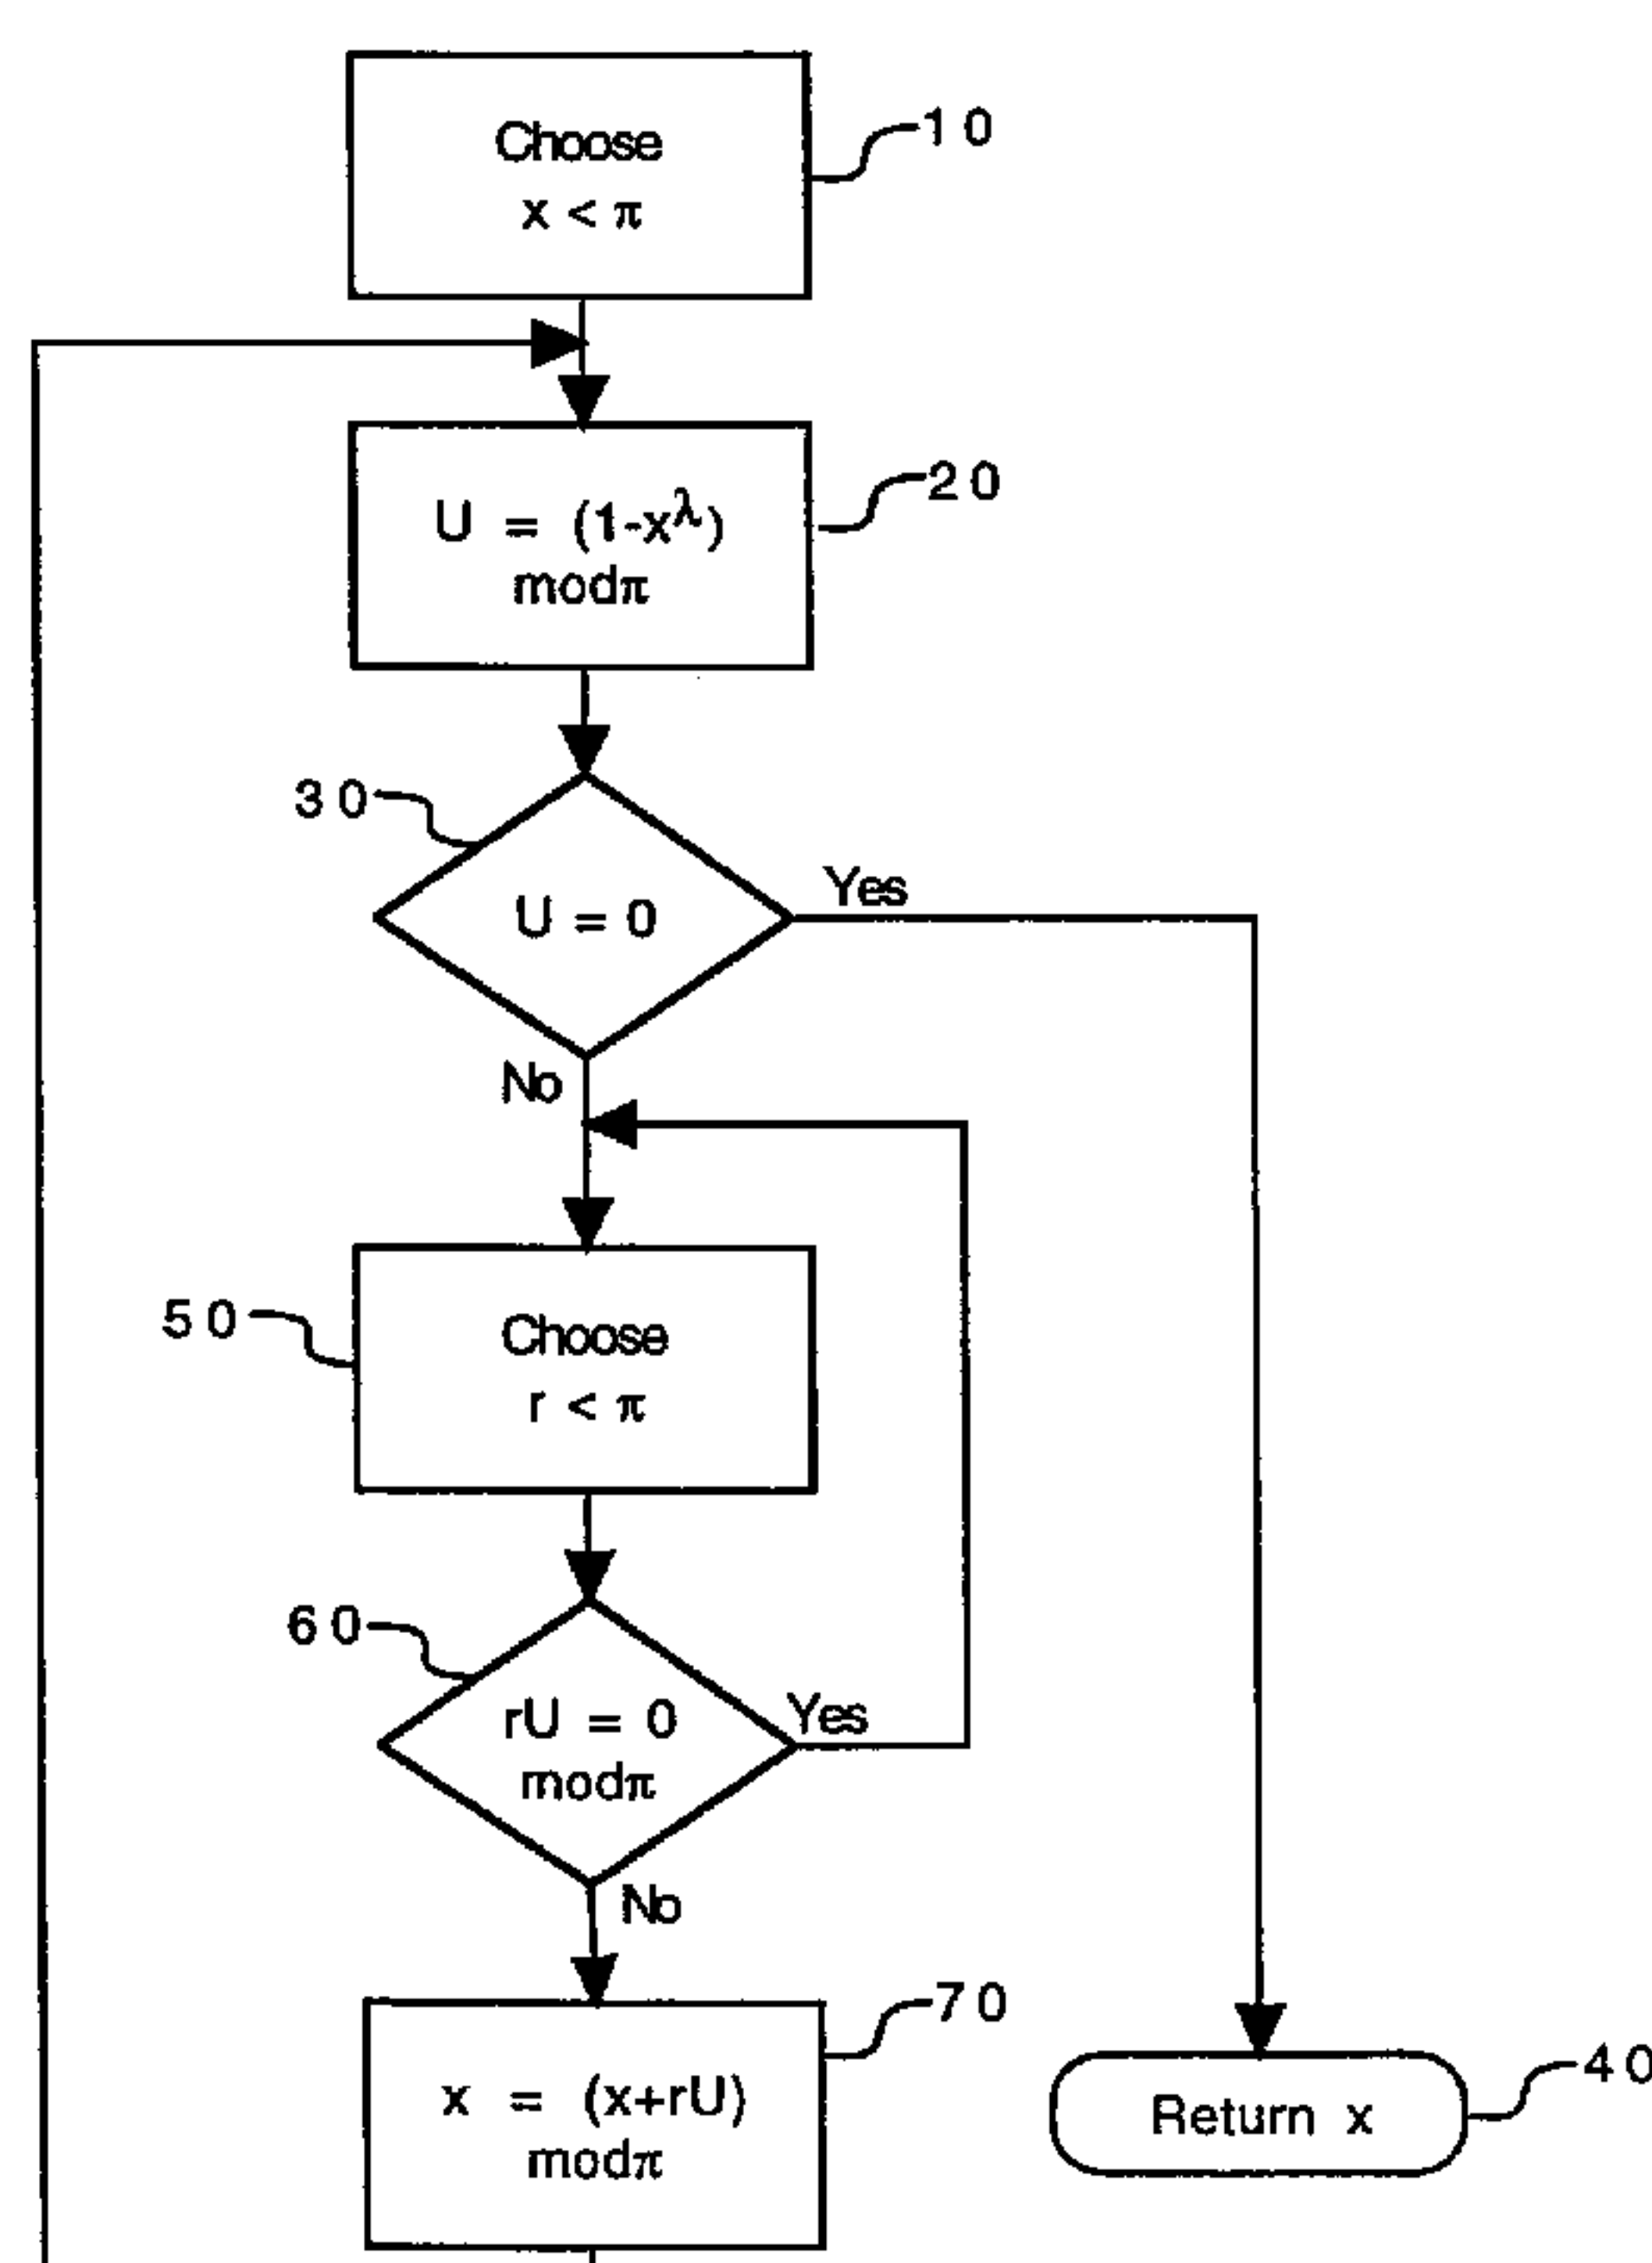 Choose
x < π
10
U = (1-x^λ)
modπ
20
30
U = 0
Yes
No
50
Choose
r < π
60
rU = 0
modπ
Yes
No
70
x = (x+rU)
modπ
Return x
40